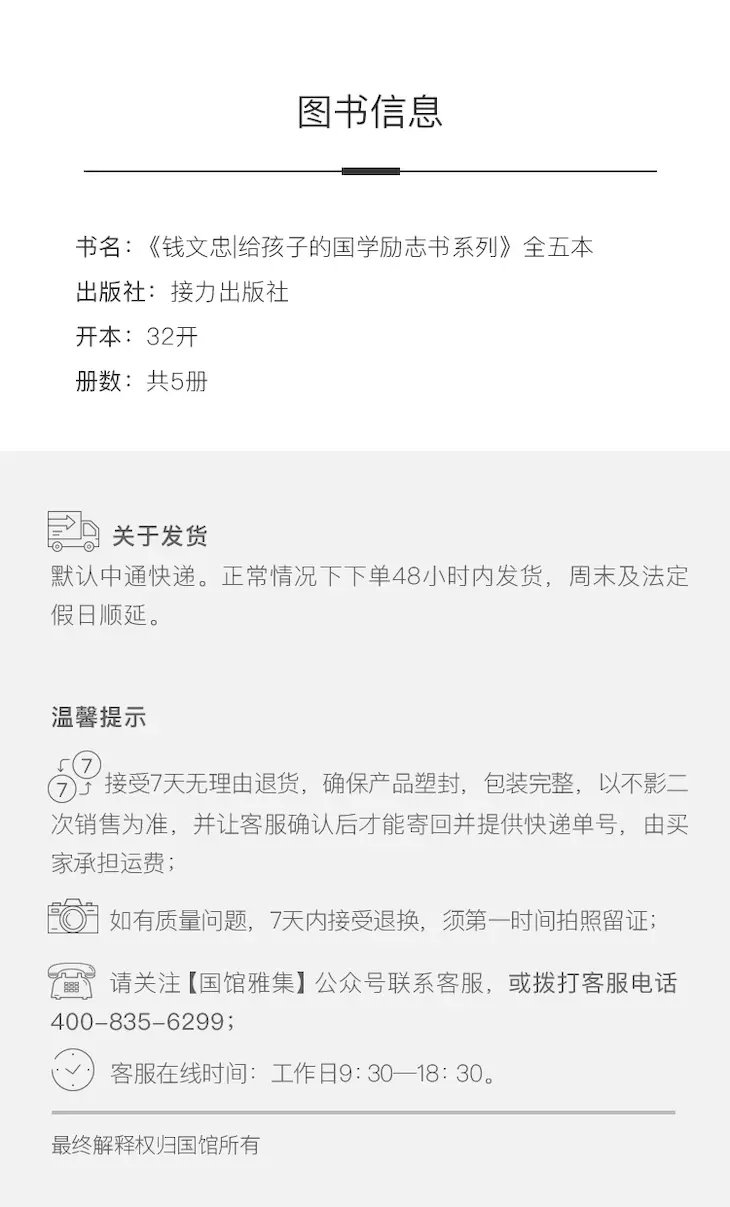 图书信息
书名：《钱文忠|给孩子的国学励志书系列》全五本
出版社：接力出版社
开本：32开
册数：共5册
关于发货
默认中通快递。正常情况下下单48小时内发货，周末及法定
假日顺延。
温馨提示
7
7
接受7天无理由退货，确保产品塑封，包装完整，以不影二
次销售为准，并让客服确认后才能寄回并提供快递单号，由买
家承担运费；
如有质量问题，7天内接受退换，须第一时间拍照留证；
请关注【国馆雅集】公众号联系客服，或拨打客服电话
400-835-6299；
客服在线时间：工作日9：30—18：30。
最终解释权归国馆所有